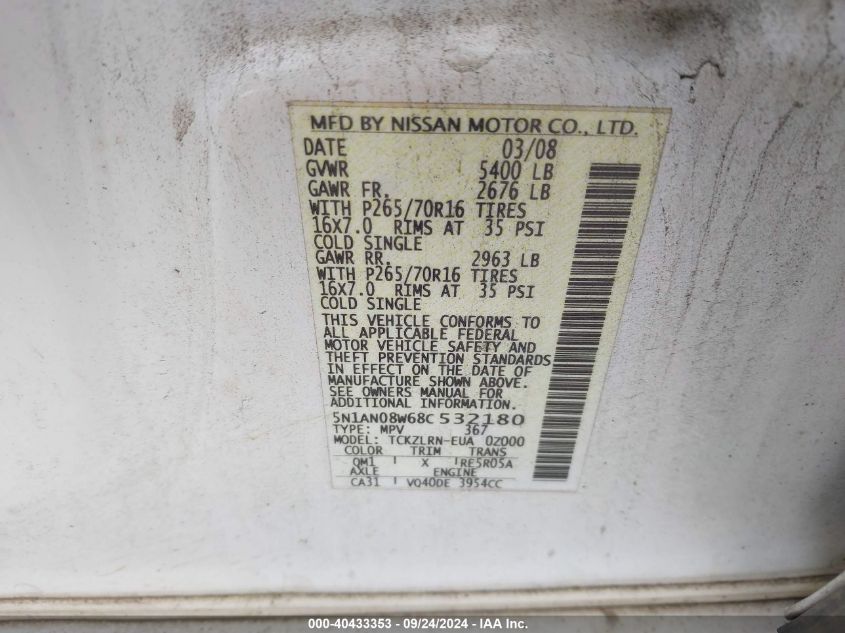 MFD BY NISSAN MOTOR CO., LTD.
DATE 03/08
GVWR 5400 LB
GAWR FR. 2676 LB
WITH P265/70R16 TIRES
16X7.0 RIMS AT 35 PSI
COLD SINGLE
GAWR RR. 2963 LB
WITH P265/70R16 TIRES
16X7.0 RIMS AT 35 PSI
COLD SINGLE
THIS VEHICLE CONFORMS TO
ALL APPLICABLE FEDERAL
MOTOR VEHICLE SAFETY AND
THEFT PREVENTION STANDARDS
IN EFFECT ON THE DATE OF
MANUFACTURE SHOWN ABOVE.
SEE OWNERS MANUAL FOR
ADDITIONAL INFORMATION.
5N1AN08W68C532180
TYPE: MPV 367
MODEL: TCKZLRN-EUA 0Z000
COLOR TRIM TRANS
QM1 X RE5R05A
AXLE ENGINE
CA31 VQ40DE 3954CC
000-40433353 - 09/24/2024 - IAA Inc.